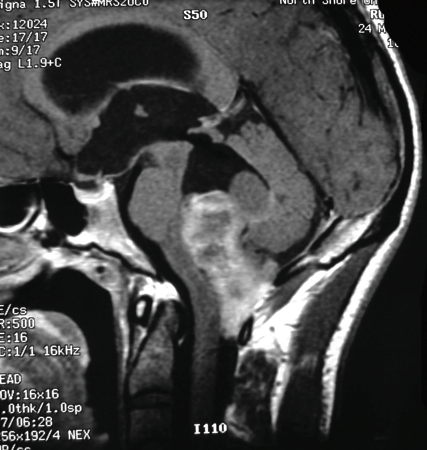 igna 1.5T SYS#MRS20C0
x:12024
e:17/17
m:9/17
ag L1.9+C
S50
North Shore
24 M
E/cs
R:500
E:16
C:1/1 16kHz
EAD
OV:16x16
.0thk/1.0sp
7/06:28
56x192/4 NEX
I110